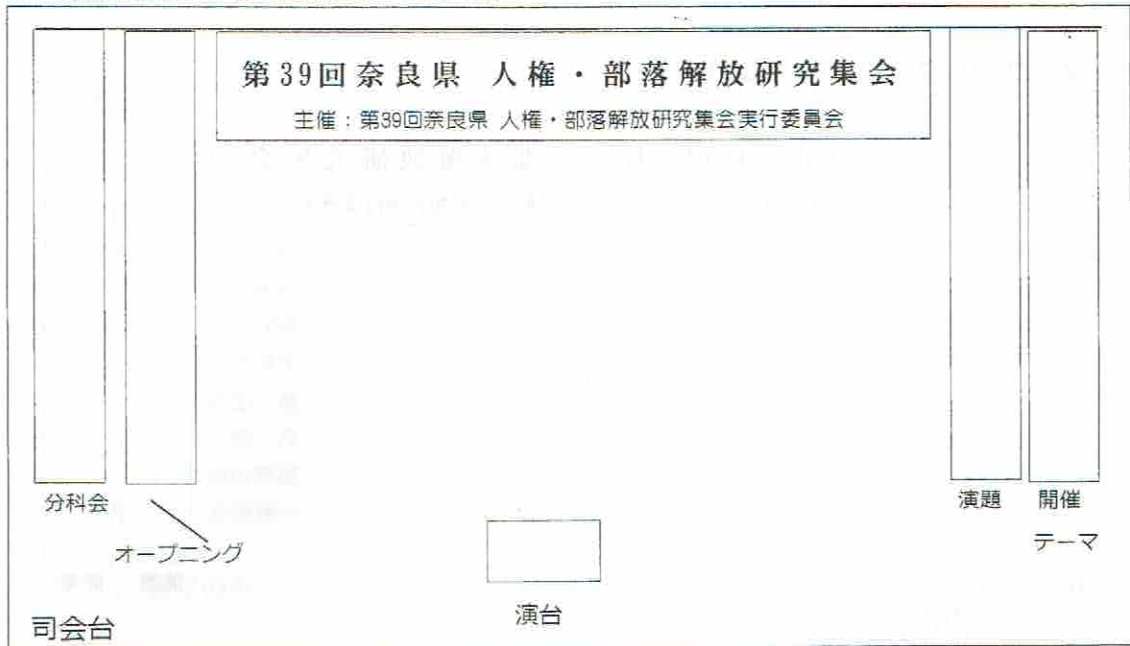 第39回奈良県 人権・部落解放研究集会
主催：第39回奈良県 人権・部落解放研究集会実行委員会
分科会
オープニング
演題
開催
テーマ
演台
司会台